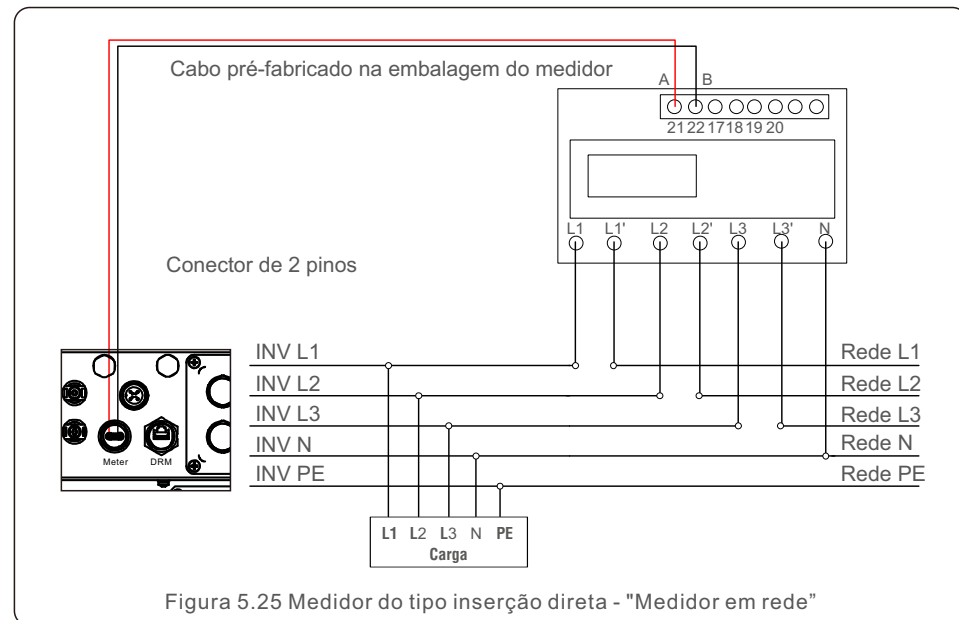 Cabo pré-fabricado na embalagem do medidor
A B
21 22 17 18 19 20
L1 L1' L2 L2' L3 L3' N
Conector de 2 pinos
INV L1 Rede L1
INV L2 Rede L2
INV L3 Rede L3
INV N Rede N
INV PE Rede PE
Meter DRM
L1 L2 L3 N PE
Carga
Figura 5.25 Medidor do tipo inserção direta - "Medidor em rede”